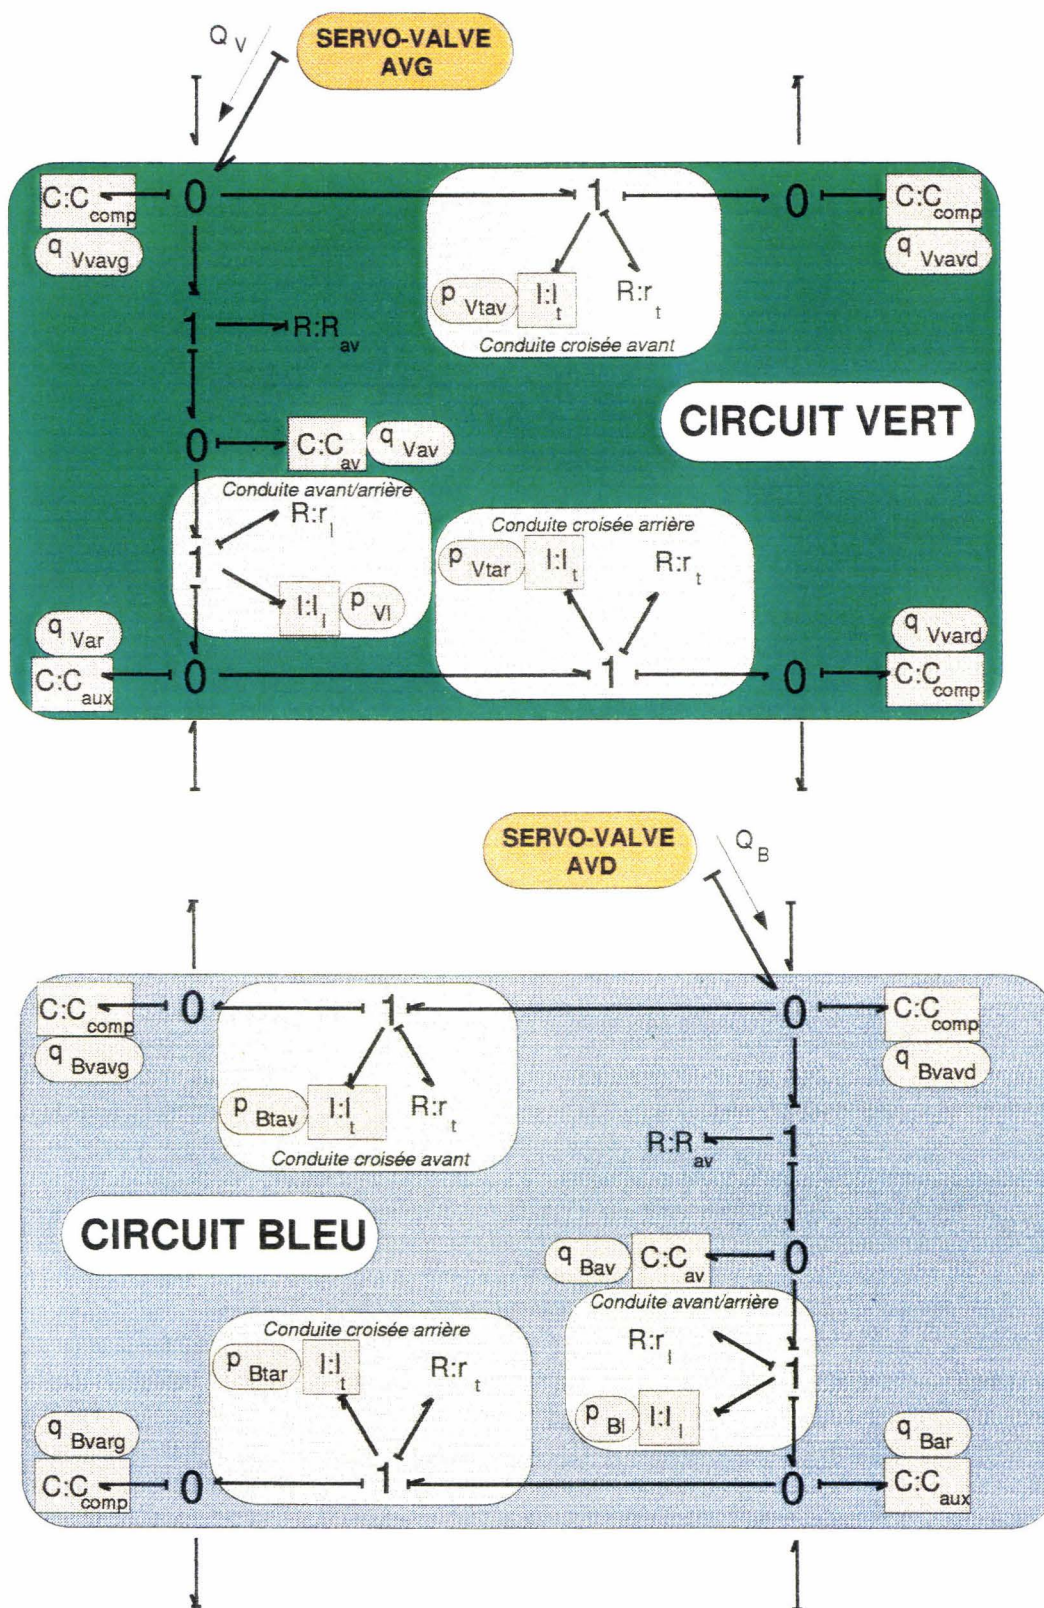 Q V
SERVO-VALVE
AVG
C:C comp
0
1
0
C:C comp
q Vvavg
q Vvavd
p Vtav
I:I t
R:r t
1
R:R av
Conduite croisée avant
CIRCUIT VERT
0
C:C av
q Vav
Conduite avant/arrière
R:r l
Conduite croisée arrière
p Vtar
I:I t
R:r t
1
I:I l
p Vl
q Var
q Vvard
C:C aux
0
1
0
C:C comp
SERVO-VALVE
AVD
Q B
C:C comp
0
1
0
C:C comp
q Bvavg
q Bvavd
p Btav
I:I t
R:r t
R:R av
1
Conduite croisée avant
CIRCUIT BLEU
q Bav
C:C av
0
Conduite avant/arrière
Conduite croisée arrière
R:r l
p Btar
I:I t
R:r t
1
p Bl
I:I l
q Bvarg
q Bar
C:C comp
0
1
0
C:C aux